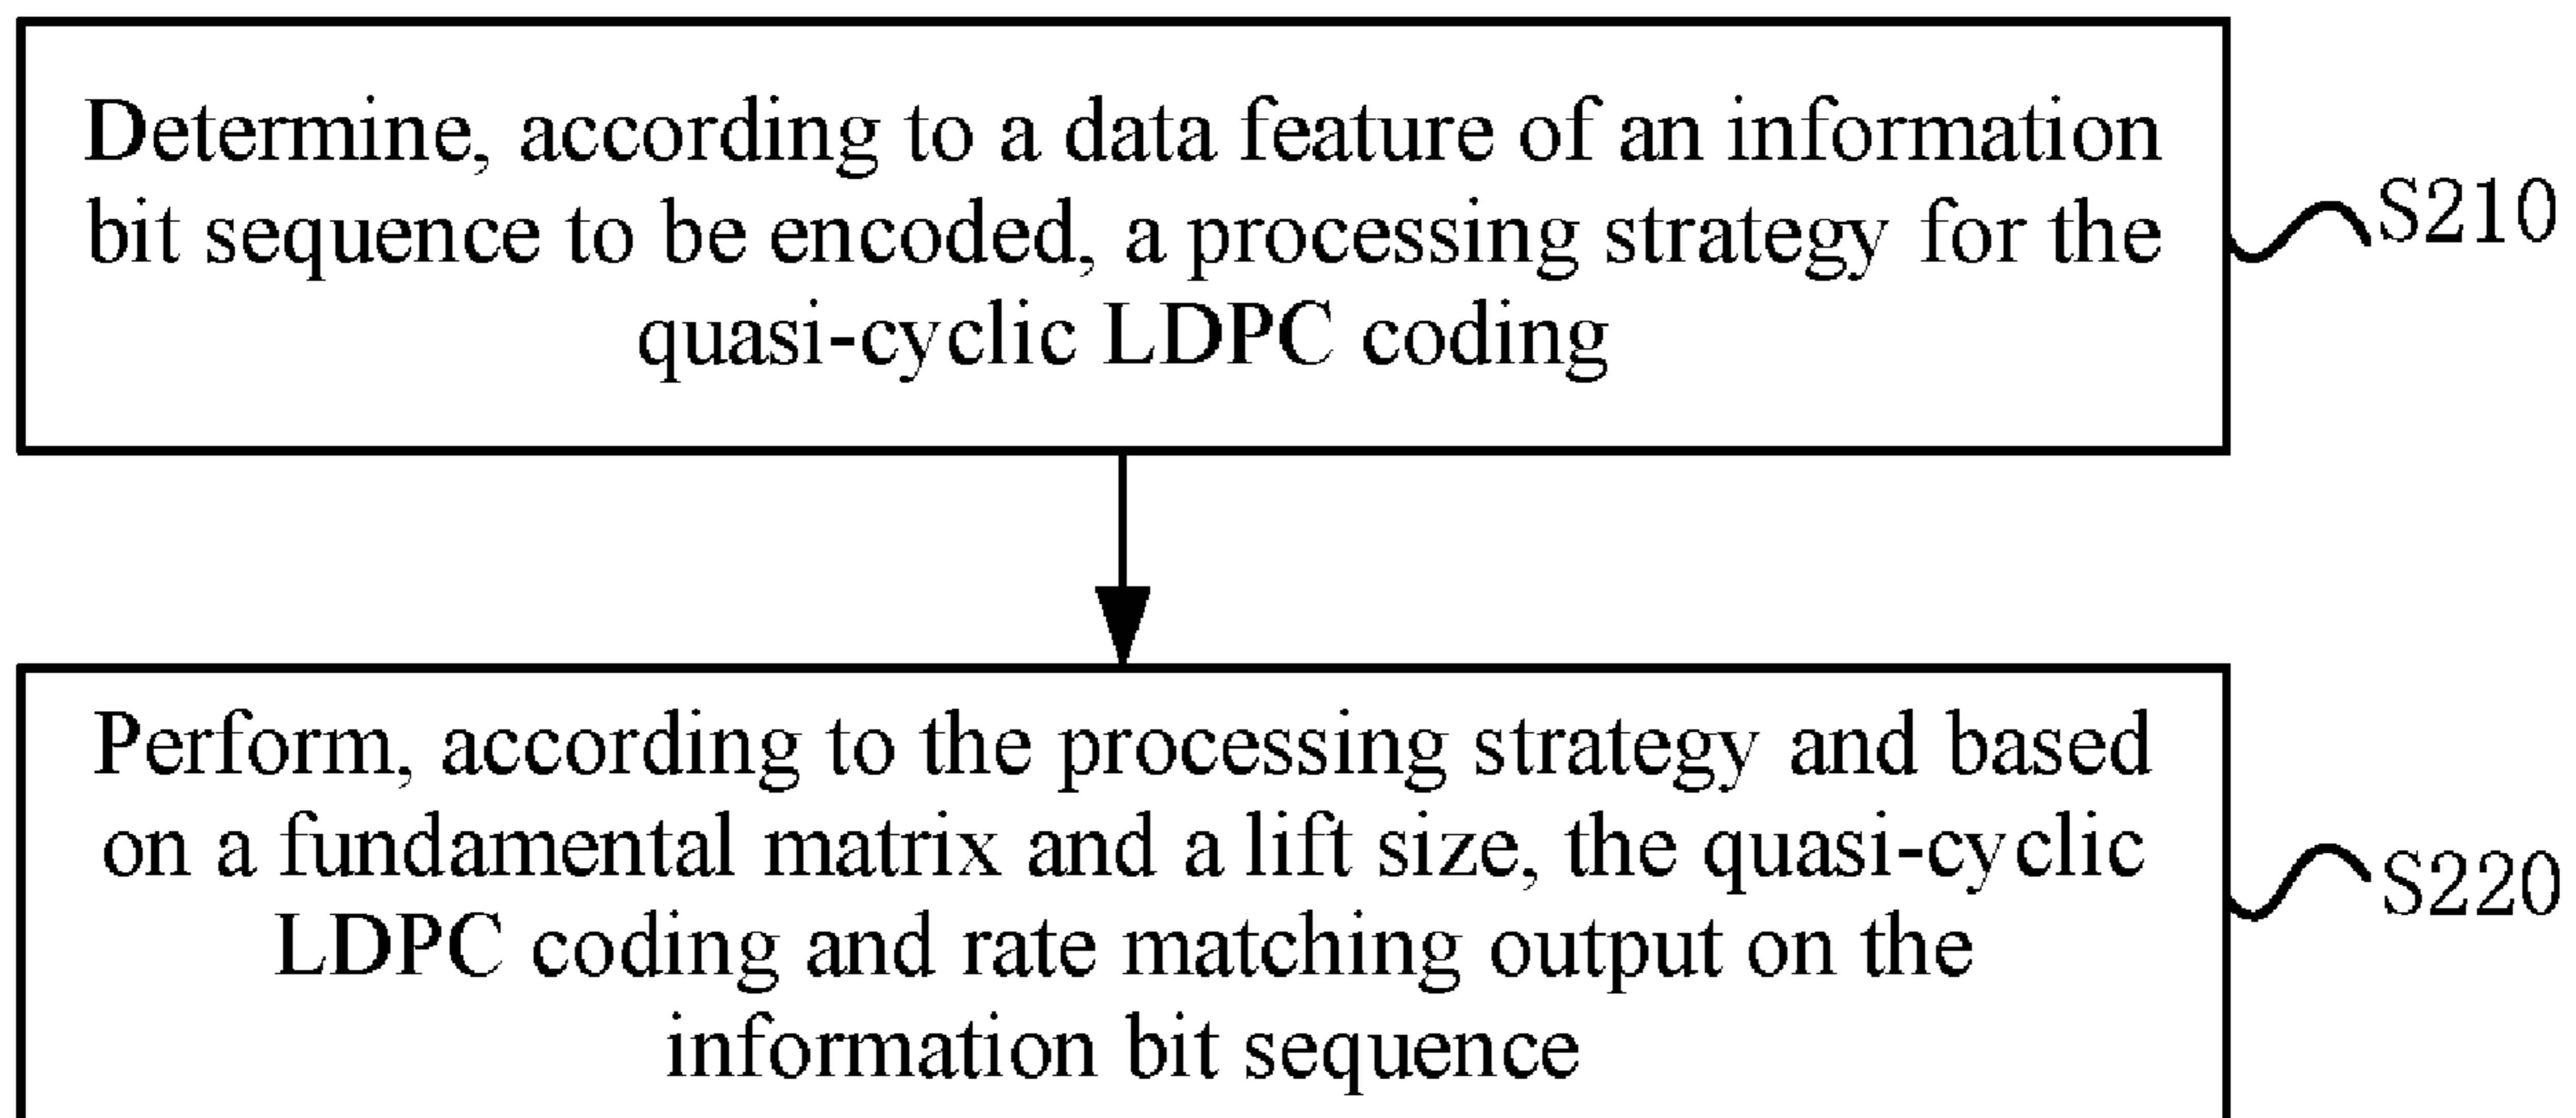 Determine, according to a data feature of an information
bit sequence to be encoded, a processing strategy for the
quasi-cyclic LDPC coding
S210
Perform, according to the processing strategy and based
on a fundamental matrix and a lift size, the quasi-cyclic
LDPC coding and rate matching output on the
information bit sequence
S220